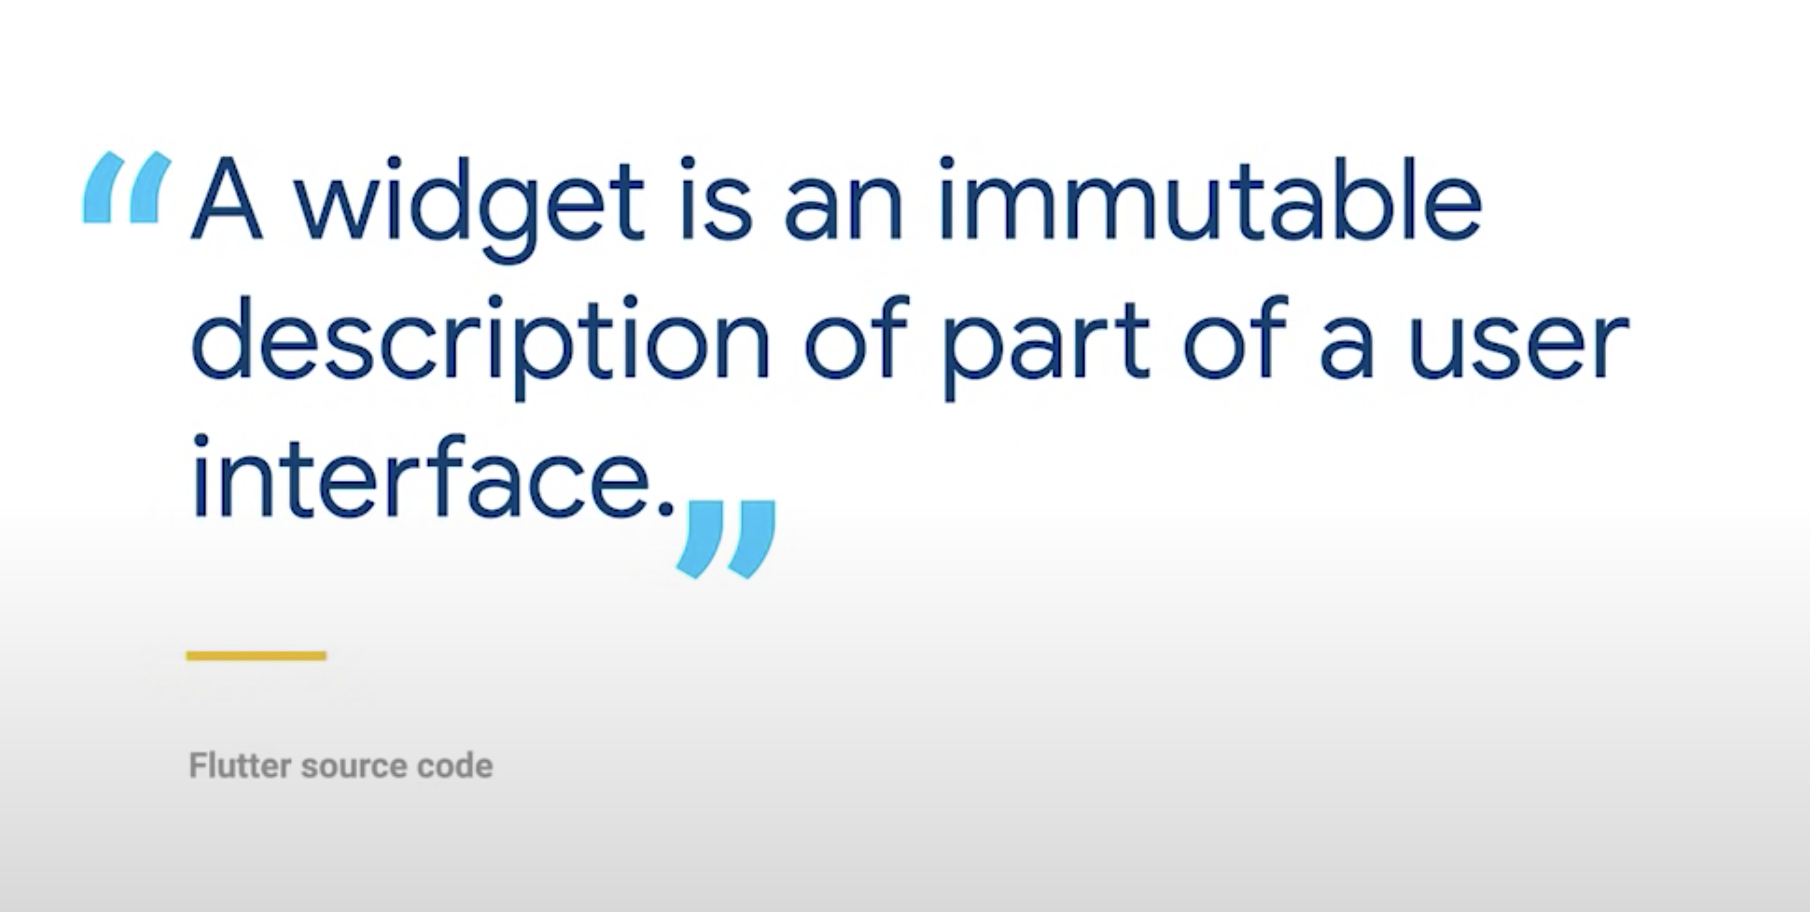 “A widget is an immutable
description of part of a user
interface.”
Flutter source code